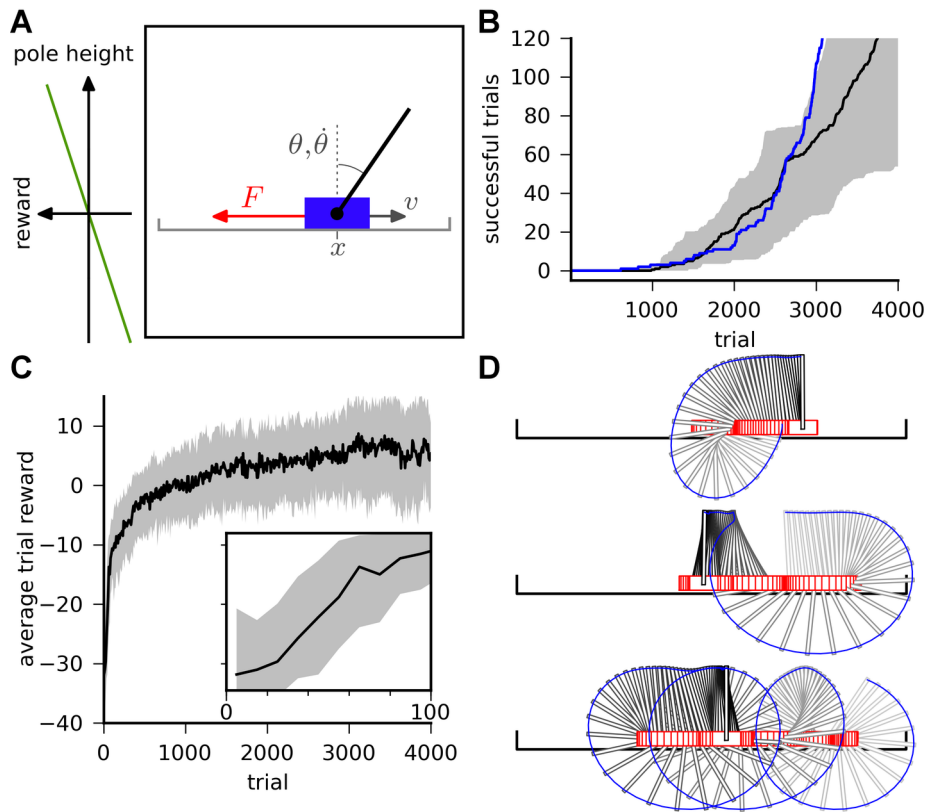 A
pole height
reward
θ, θ̇
F
v
x
B
successful trials
120
100
80
60
40
20
0
1000
2000
3000
4000
trial
C
average trial reward
10
0
−10
−20
−30
−40
0
100
0
1000
2000
3000
4000
trial
D